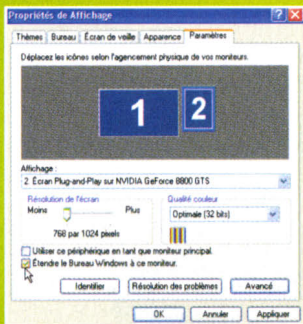 Propriétés de Affichage
Thèmes Bureau Écran de veille Apparence Paramètres
Déplacez les icônes selon l'agencement physique de vos moniteurs.
1 2
Affichage :
2. Écran Plug-and-Play sur NVIDIA GeForce 8800 GTS
Résolution de l'écran
Moins Plus
768 par 1024 pixels
Qualité couleur
Optimale (32 bits)
Utiliser ce périphérique en tant que moniteur principal.
Étendre le Bureau Windows à ce moniteur.
Identifier Résolution des problèmes Avancé
OK Annuler Appliquer